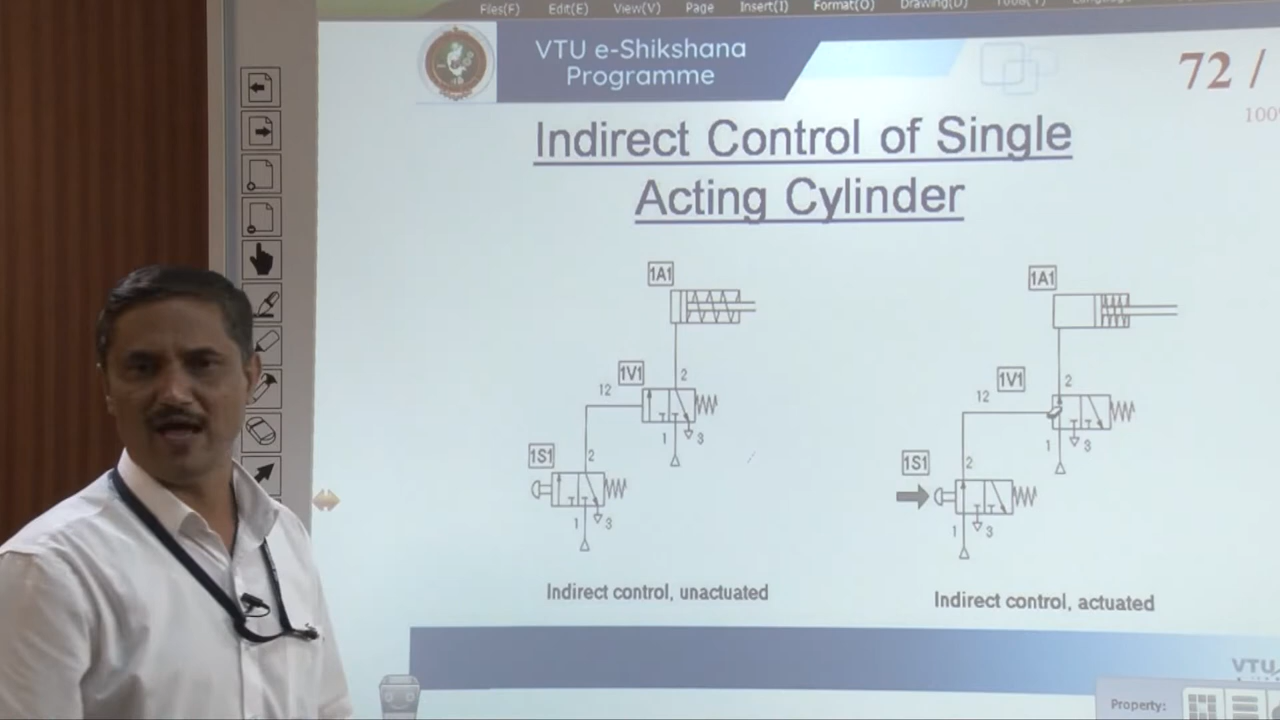 Files(F) Edit(E) View(V) Page Insert(I) Format(O) Drawing(D)
VTU e-Shikshana
Programme
72 /
100
Indirect Control of Single
Acting Cylinder
1A1
1V1
12
2
1
3
1S1
2
1
3
Indirect control, unactuated
1A1
1V1
12
2
1
3
1S1
2
1
3
Indirect control, actuated
VTU
Property: